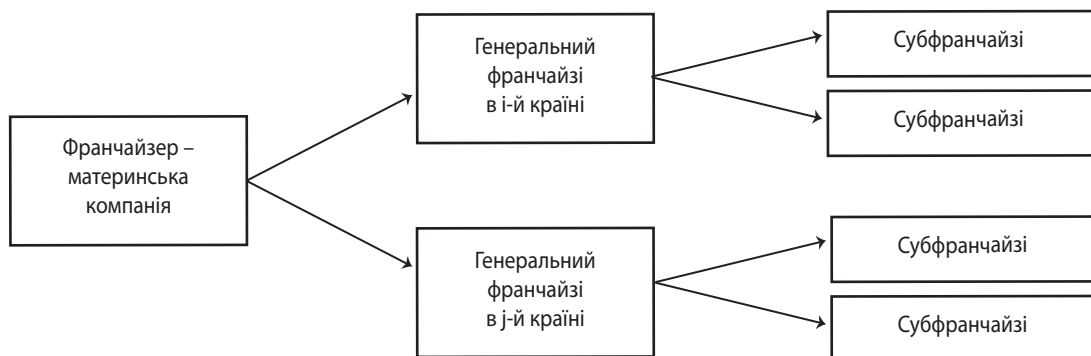 Франчайзер –
материнська
компанія
Генеральний
франчайзі
в і-й країні
Субфранчайзі
Субфранчайзі
Генеральний
франчайзі
в j-й країні
Субфранчайзі
Субфранчайзі